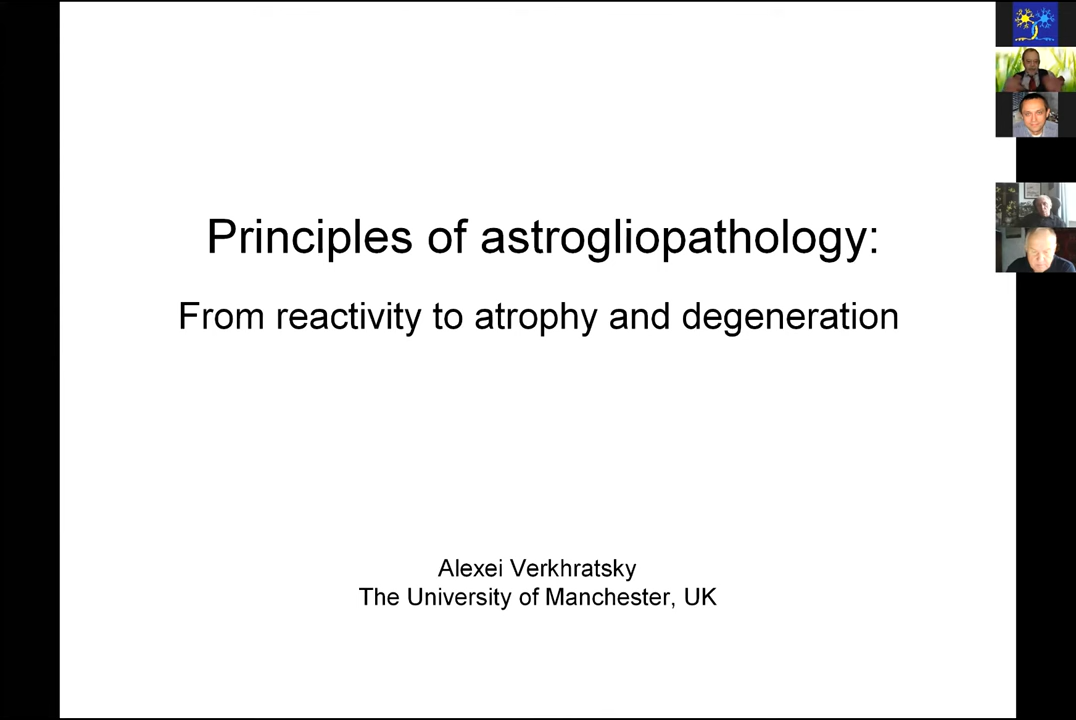 Principles of astrogliopathology:
From reactivity to atrophy and degeneration
Alexei Verkhratsky
The University of Manchester, UK